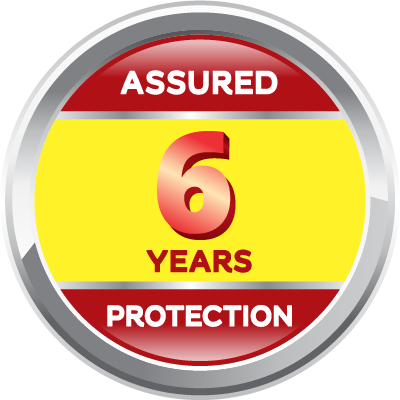 ASSURED
6
YEARS
PROTECTION